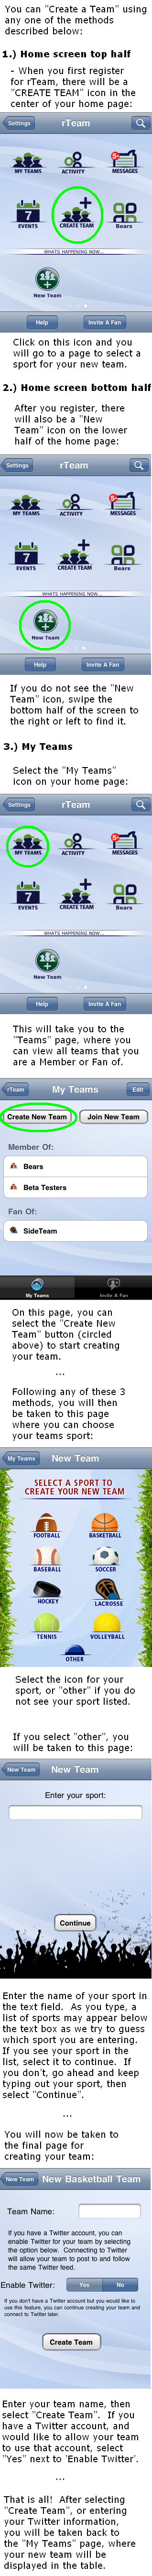 You can "Create a Team" using
any one of the methods
described below:
1.) Home screen top half
- When you first register
for rTeam, there will be a
"CREATE TEAM" icon in the
center of your home page:
Settings
rTeam
MY TEAMS
ACTIVITY
MESSAGES
EVENTS
CREATE TEAM
Bears
WHATS HAPPENING NOW...
New Team
Help
Invite A Fan
Click on this icon and you
will go to a page to select a
sport for your new team.
2.) Home screen bottom half
After you register, there
will also be a "New
Team" icon on the lower
half of the home page:
Settings
rTeam
MY TEAMS
ACTIVITY
MESSAGES
EVENTS
CREATE TEAM
Bears
WHATS HAPPENING NOW...
New Team
Help
Invite A Fan
If you do not see the "New
Team" icon, swipe the
bottom half of the screen to
the right or left to find it.
3.) My Teams
Select the "My Teams"
icon on your home page:
Settings
rTeam
MY TEAMS
ACTIVITY
MESSAGES
EVENTS
CREATE TEAM
Bears
WHATS HAPPENING NOW...
New Team
Help
Invite A Fan
This will take you to the
"Teams" page, where you
can view all teams that you
are a Member or Fan of.
rTeam
My Teams
Edit
Create New Team
Join New Team
Member Of:
Bears
Beta Testers
Fan Of:
SideTeam
My Teams
Invite A Fan
On this page, you can
select the "Create New
Team" button (circled
above) to start creating
your team.
...
Following any of these 3
methods, you will then
be taken to this page
where you can choose
your teams sport:
My Teams
New Team
SELECT A SPORT TO
CREATE YOUR NEW TEAM
FOOTBALL
BASKETBALL
BASEBALL
SOCCER
HOCKEY
LACROSSE
TENNIS
VOLLEYBALL
OTHER
Select the icon for your
sport, or "other" if you do
not see your sport listed.
If you select "other", you
will be taken to this page:
New Team
New Team
Enter your sport:
Continue
Enter the name of your sport in
the text field. As you type, a
list of sports may appear below
the text box as we try to guess
which sport you are entering.
If you see your sport in the
list, select it to continue. If
you don't, go ahead and keep
typing out your sport, then
select "Continue".
...
You will now be taken to
the final page for
creating your team:
New Team
New Basketball Team
Team Name:
If you have a Twitter account, you can
enable Twitter for your team by selecting
the option below. Connecting to Twitter
will allow your team to post to and follow
the same Twitter feed.
Enable Twitter:
Yes
No
If you don't have a Twitter account but you would like to
use this feature, you can continue creating your team and
connect to Twitter later.
Create Team
Enter your team name, then
select "Create Team". If you
have a Twitter account, and
would like to allow your team
to use that account, select
"Yes" next to 'Enable Twitter'.
...
That is all! After selecting
"Create Team", or entering
your Twitter information,
you will be taken back to
the "My Teams" page, where
your new team will be
displayed in the table.